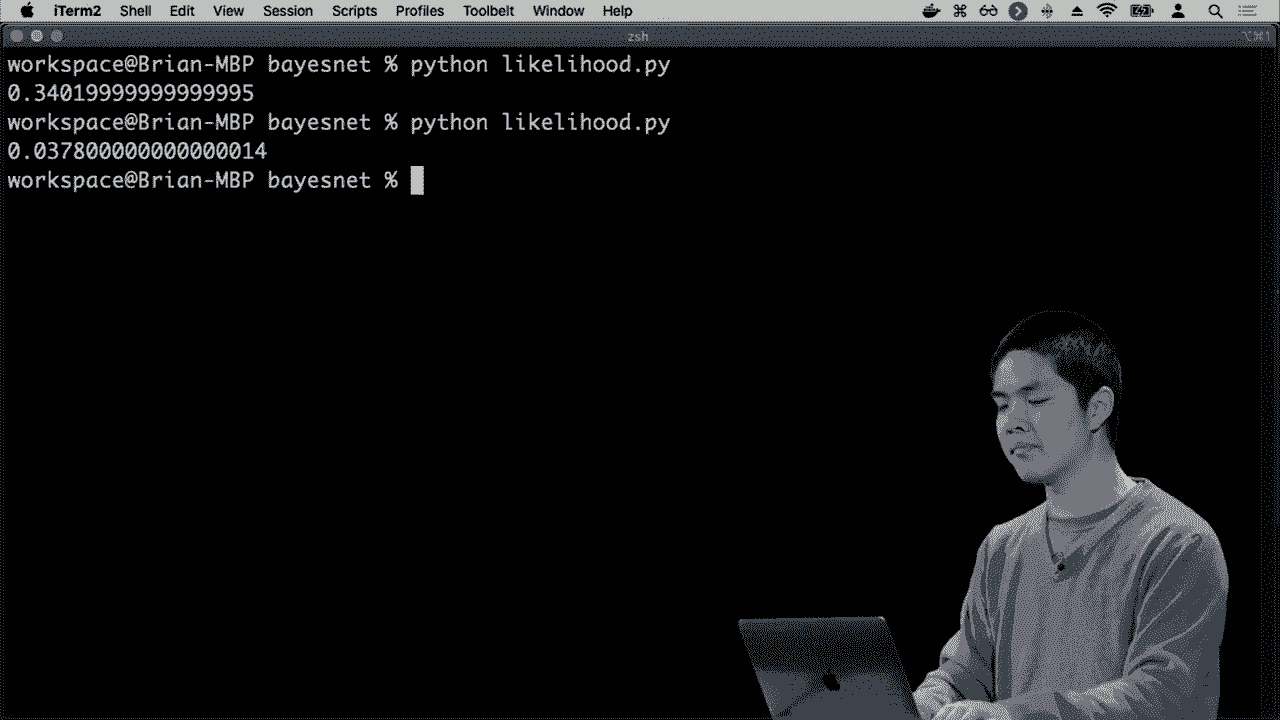 iTerm2 Shell Edit View Session Scripts Profiles Toolbelt Window Help
zsh ⌥⌘1
workspace@Brian-MBP bayesnet % python likelihood.py
0.34019999999999995
workspace@Brian-MBP bayesnet % python likelihood.py
0.037800000000000014
workspace@Brian-MBP bayesnet %